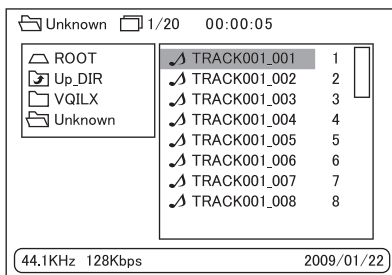 Unknown 1/20 00:00:05
ROOT
Up_DIR
VQILX
Unknown
TRACK001_001 1
TRACK001_002 2
TRACK001_003 3
TRACK001_004 4
TRACK001_005 5
TRACK001_006 6
TRACK001_007 7
TRACK001_008 8
44.1KHz 128Kbps 2009/01/22